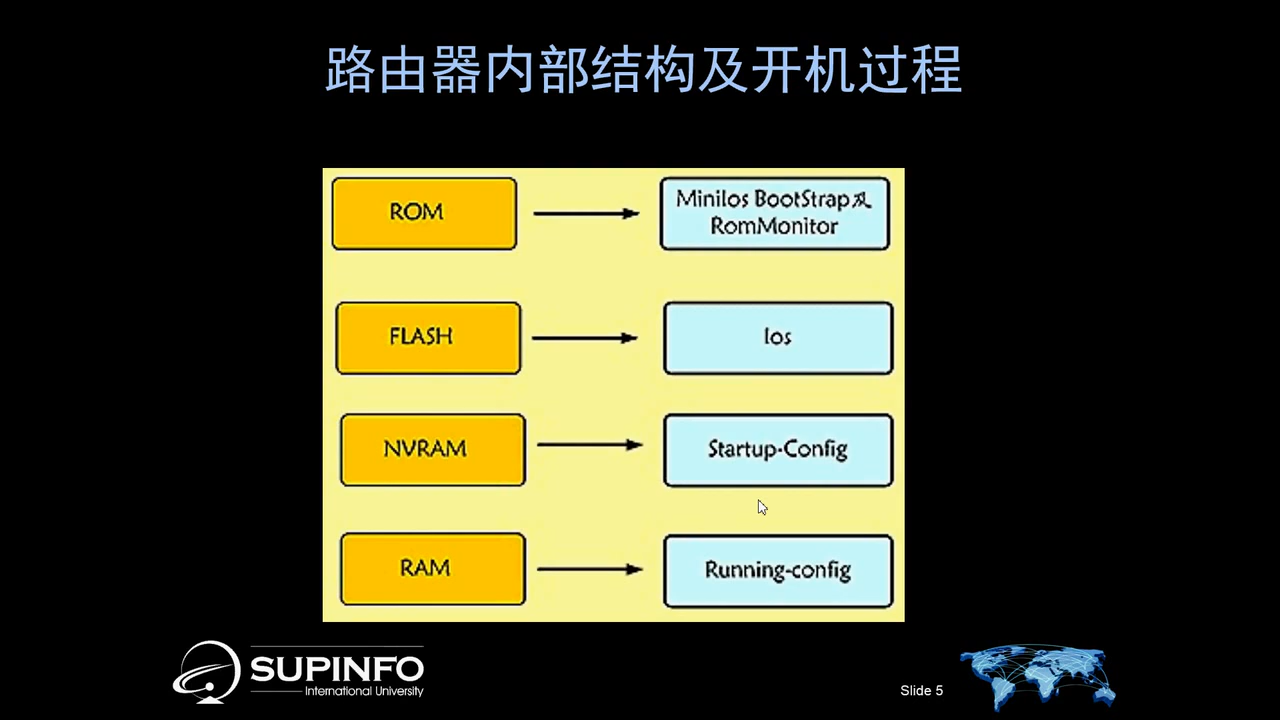 路由器内部结构及开机过程
ROM
MiniIos BootStrap及
RomMonitor
FLASH
Ios
NVRAM
Startup-Config
RAM
Running-config
SUPINFO
International University
Slide 5